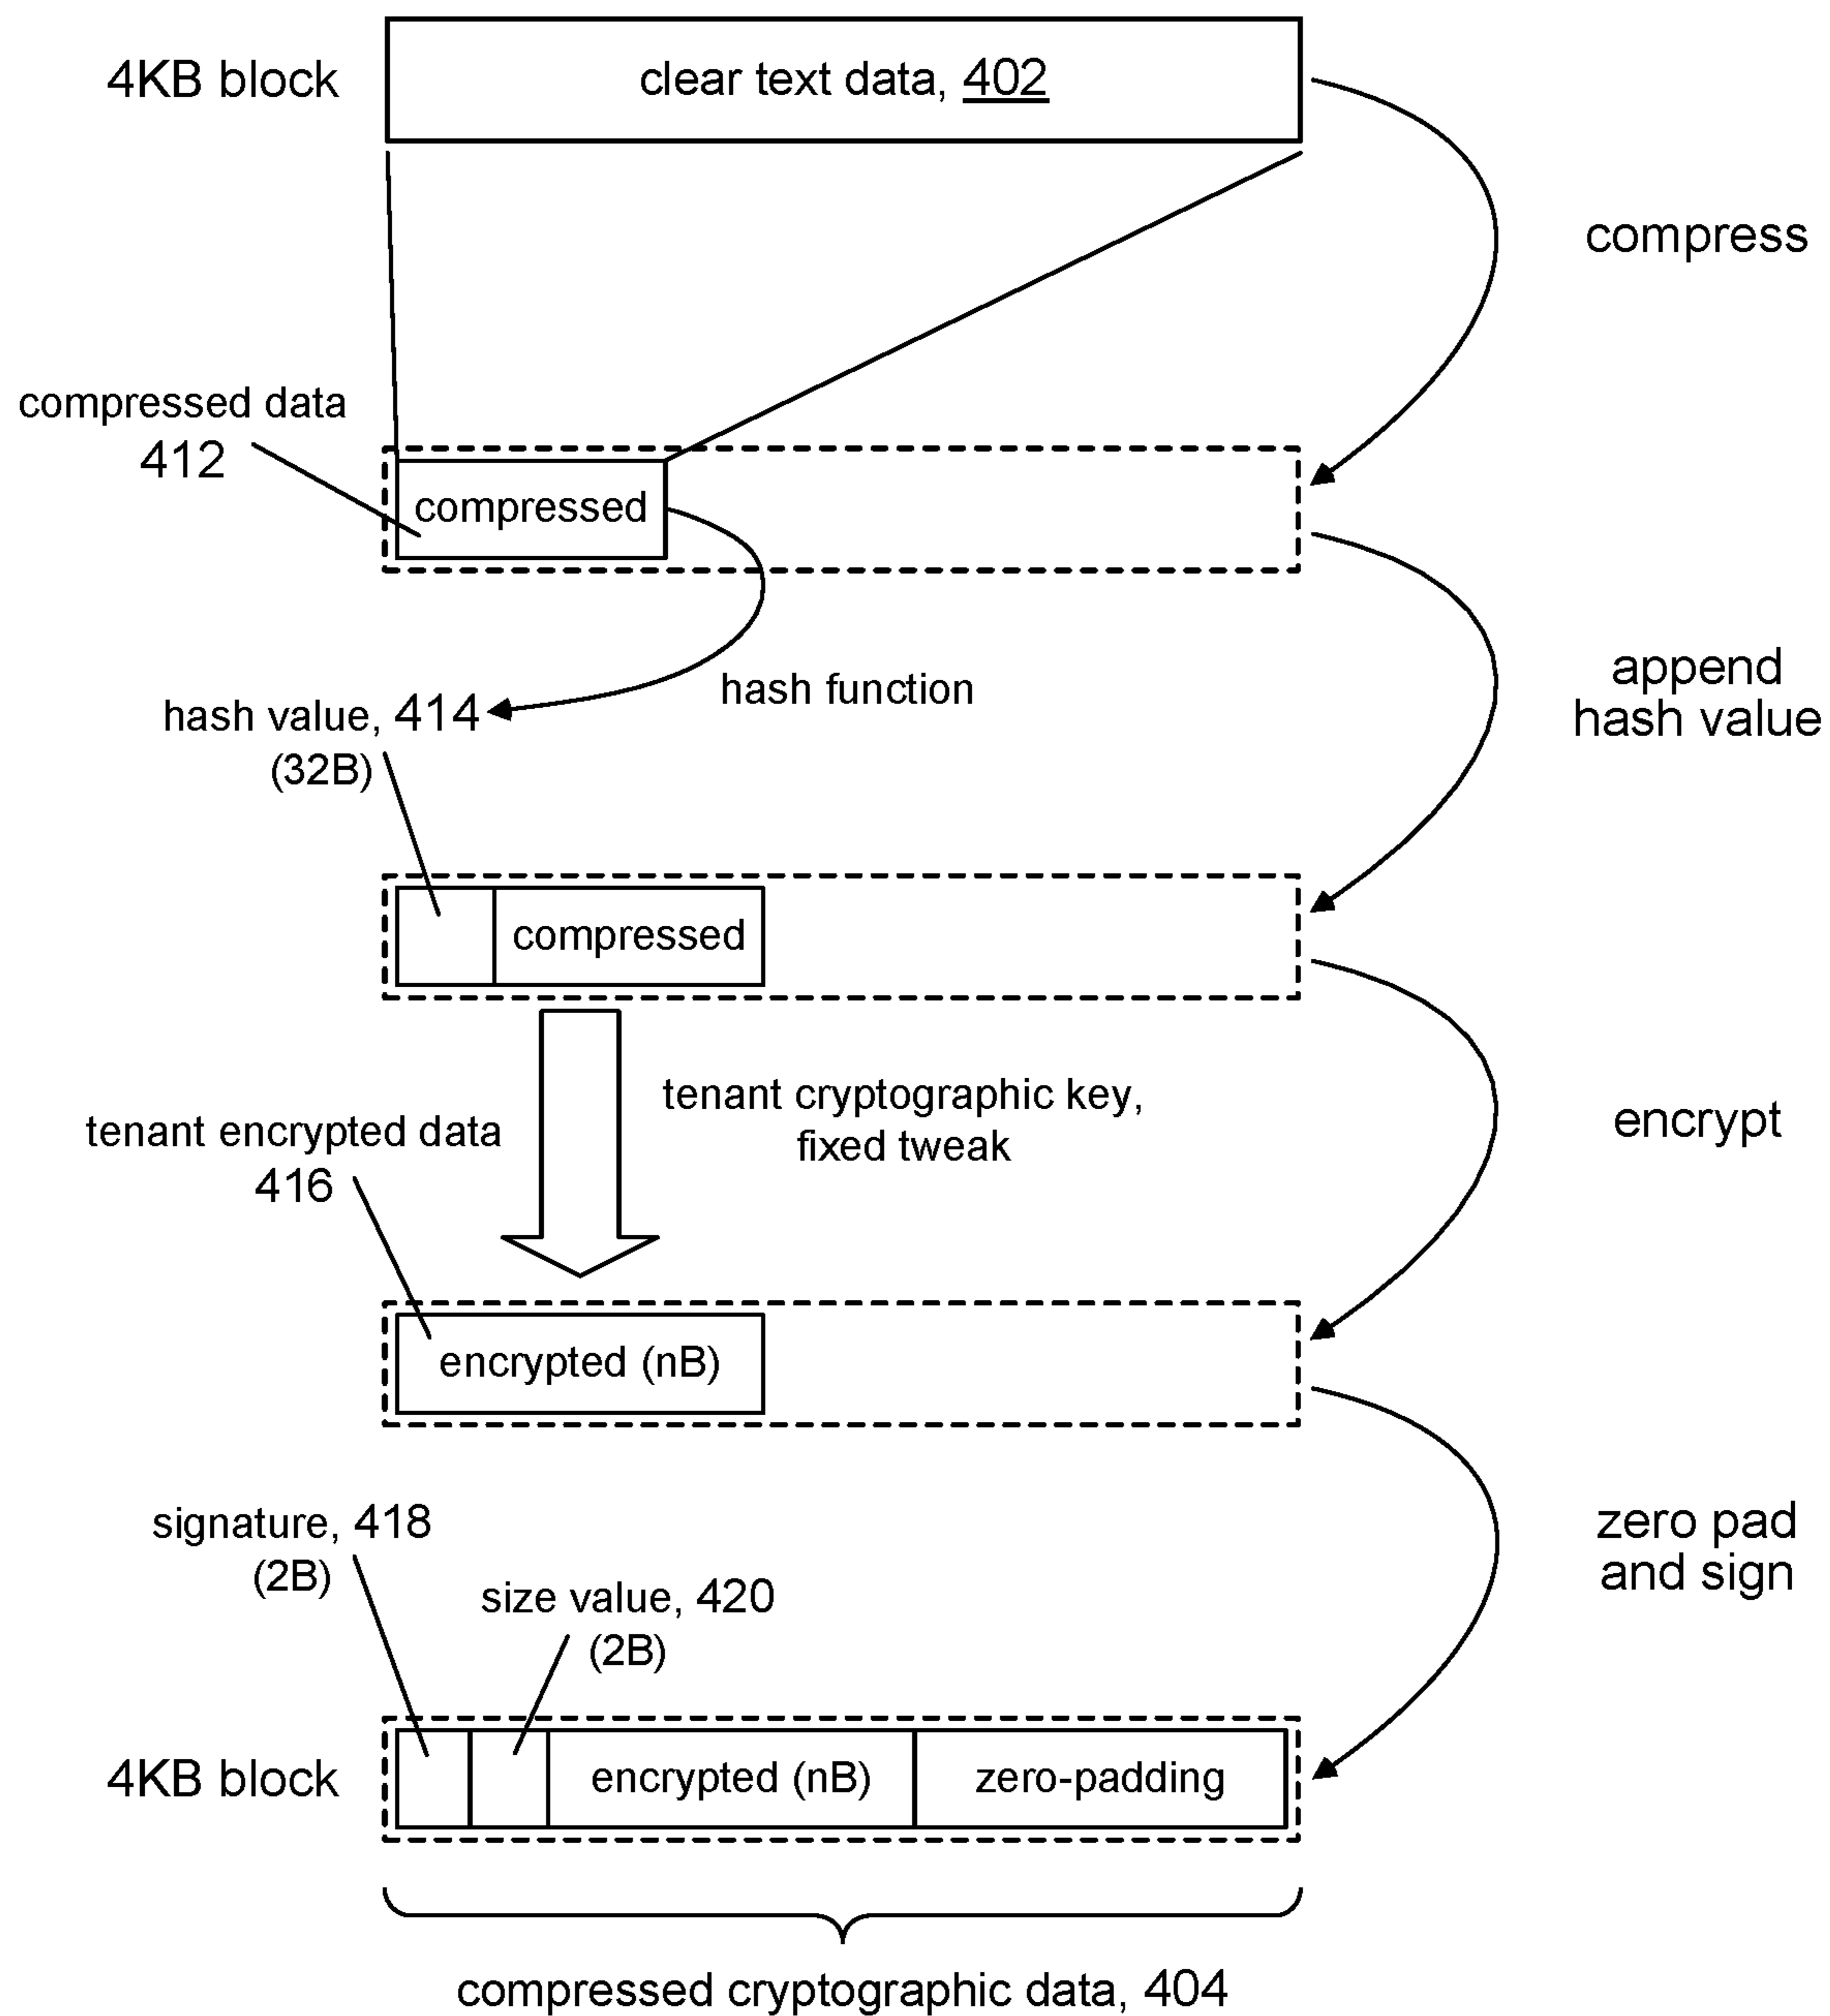 4KB block
clear text data, 402
compress
compressed data
412
compressed
hash function
append
hash value
hash value, 414
(32B)
compressed
tenant cryptographic key,
fixed tweak
encrypt
tenant encrypted data
416
encrypted (nB)
signature, 418
(2B)
size value, 420
(2B)
zero pad
and sign
4KB block
encrypted (nB)
zero-padding
compressed cryptographic data, 404